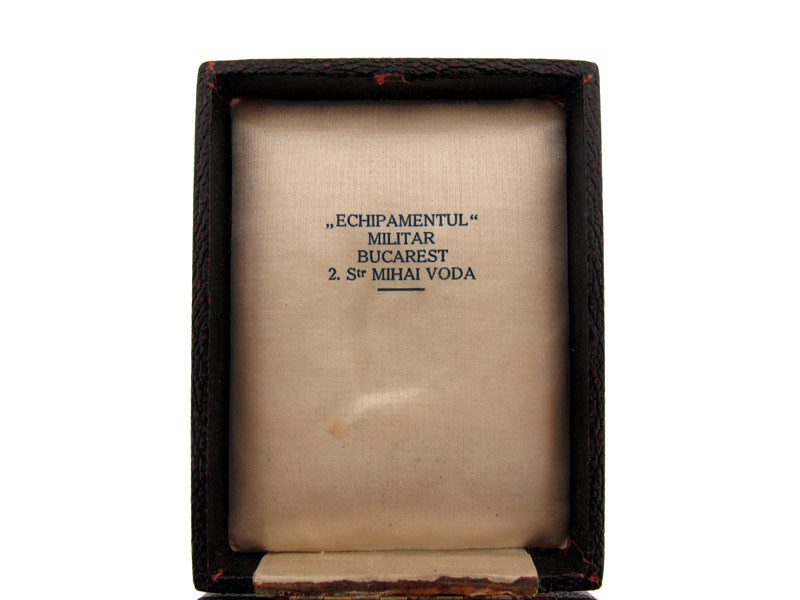 „ECHIPAMENTUL“
MILITAR
BUCAREST
2. Str MIHAI VODA